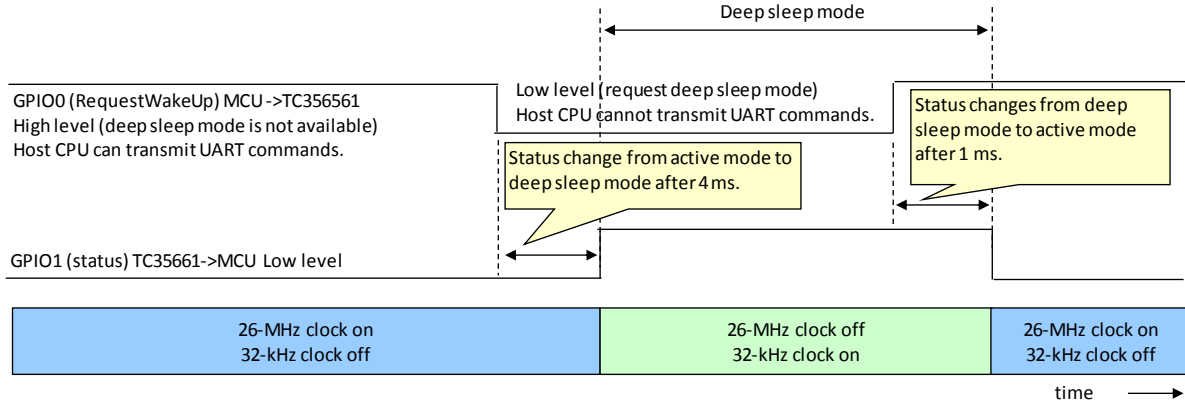 Deep sleep mode
GPIO0 (RequestWakeUp) MCU ->TC356561
High level (deep sleep mode is not available)
Host CPU can transmit UART commands.
Low level (request deep sleep mode)
Host CPU cannot transmit UART commands.
Status changes from deep
sleep mode to active mode
after 1 ms.
Status change from active mode to
deep sleep mode after 4 ms.
GPIO1 (status) TC35661->MCU Low level
26-MHz clock on
32-kHz clock off
26-MHz clock off
32-kHz clock on
26-MHz clock on
32-kHz clock off
time